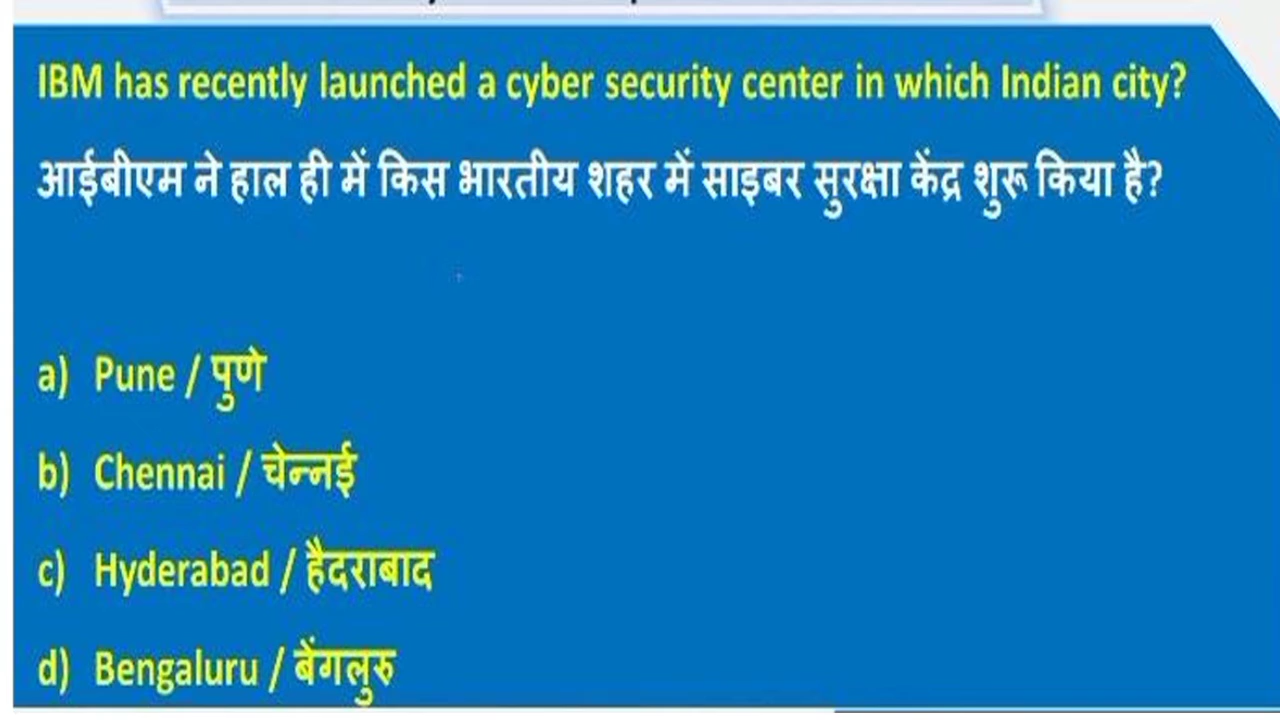 IBM has recently launched a cyber security center in which Indian city?
आईबीएम ने हाल ही में किस भारतीय शहर में साइबर सुरक्षा केंद्र शुरू किया है?
a) Pune / पुणे
b) Chennai / चेन्नई
c) Hyderabad / हैदराबाद
d) Bengaluru / बेंगलुरु